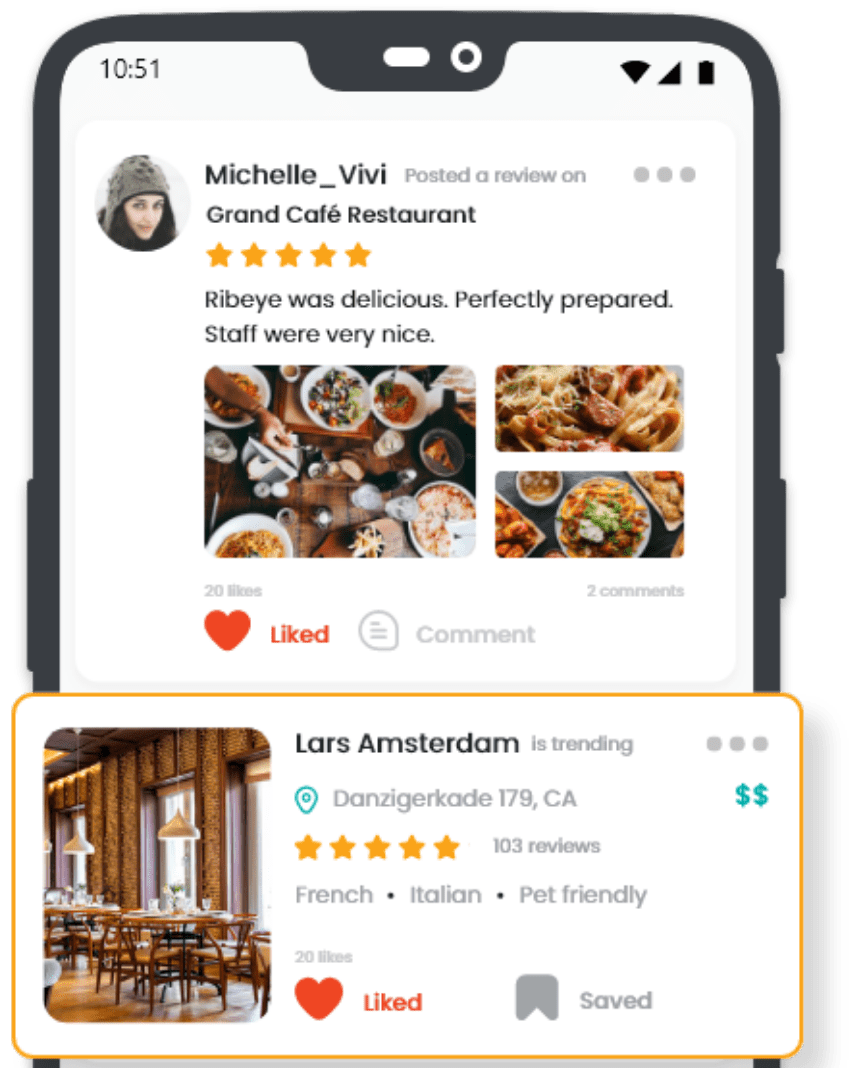 10:51
Michelle_Vivi Posted a review on
Grand Café Restaurant
Ribeye was delicious. Perfectly prepared.
Staff were very nice.
20 likes 2 comments
Liked Comment
Lars Amsterdam is trending
Danzigerkade 179, CA $$
103 reviews
French • Italian • Pet friendly
20 likes
Liked Saved